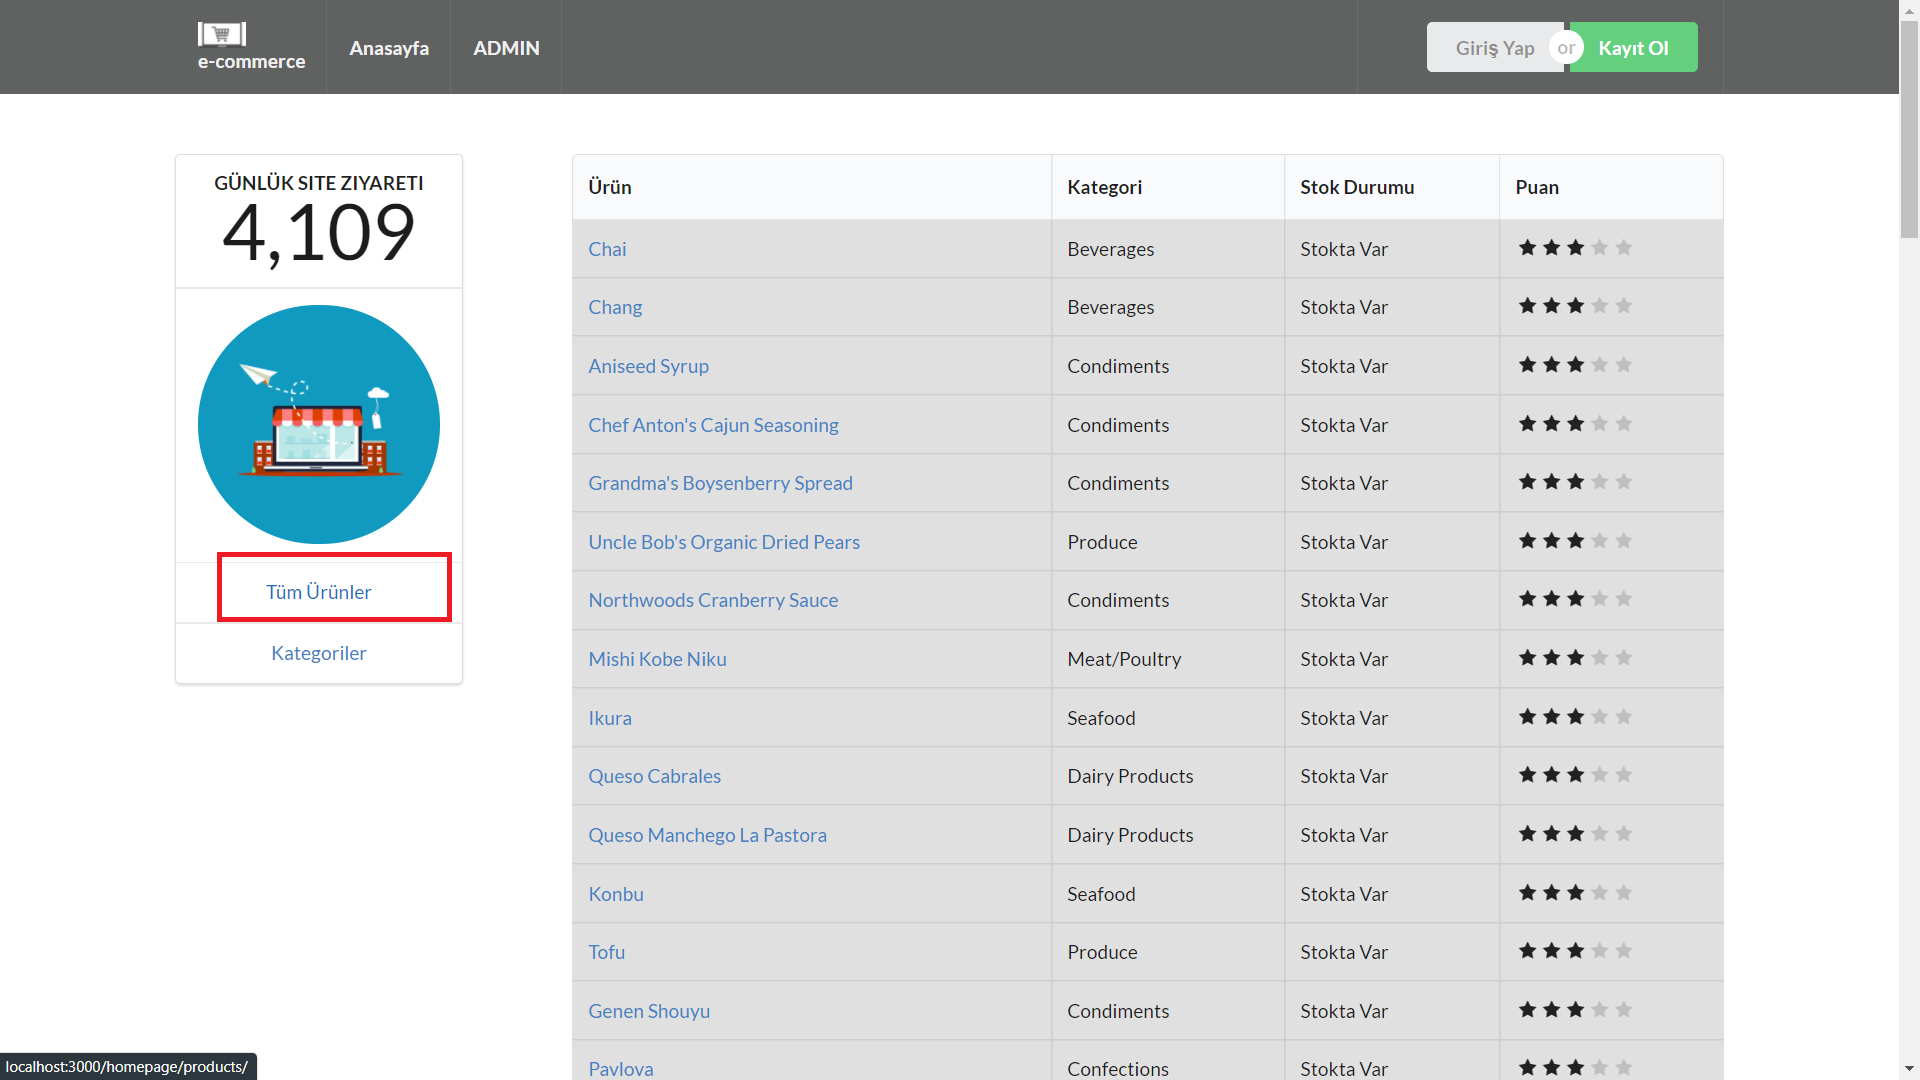 e-commerce
Anasayfa
ADMIN
Giriş Yap
or
Kayıt Ol
GÜNLÜK SITE ZIYARETI
4,109
Tüm Ürünler
Kategoriler
Ürün Kategori Stok Durumu Puan
Chai Beverages Stokta Var
Chang Beverages Stokta Var
Aniseed Syrup Condiments Stokta Var
Chef Anton's Cajun Seasoning Condiments Stokta Var
Grandma's Boysenberry Spread Condiments Stokta Var
Uncle Bob's Organic Dried Pears Produce Stokta Var
Northwoods Cranberry Sauce Condiments Stokta Var
Mishi Kobe Niku Meat/Poultry Stokta Var
Ikura Seafood Stokta Var
Queso Cabrales Dairy Products Stokta Var
Queso Manchego La Pastora Dairy Products Stokta Var
Konbu Seafood Stokta Var
Tofu Produce Stokta Var
Genen Shouyu Condiments Stokta Var
Pavlova Confections Stokta Var
localhost:3000/homepage/products/